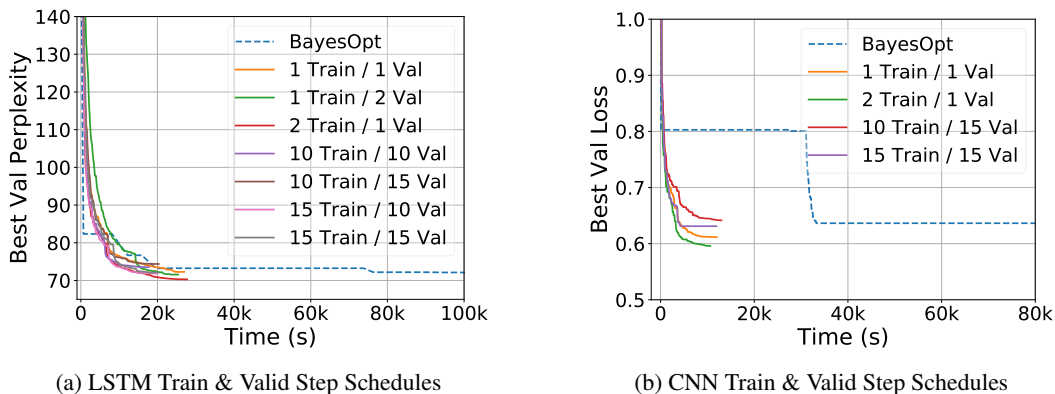 140
130
120
110
100
90
80
70
Best Val Perplexity
0
20k
40k
60k
80k
100k
Time (s)
BayesOpt
1 Train / 1 Val
1 Train / 2 Val
2 Train / 1 Val
10 Train / 10 Val
10 Train / 15 Val
15 Train / 10 Val
15 Train / 15 Val
(a) LSTM Train & Valid Step Schedules
1.0
0.9
0.8
0.7
0.6
0.5
Best Val Loss
0
20k
40k
60k
80k
Time (s)
BayesOpt
1 Train / 1 Val
2 Train / 1 Val
10 Train / 15 Val
15 Train / 15 Val
(b) CNN Train & Valid Step Schedules